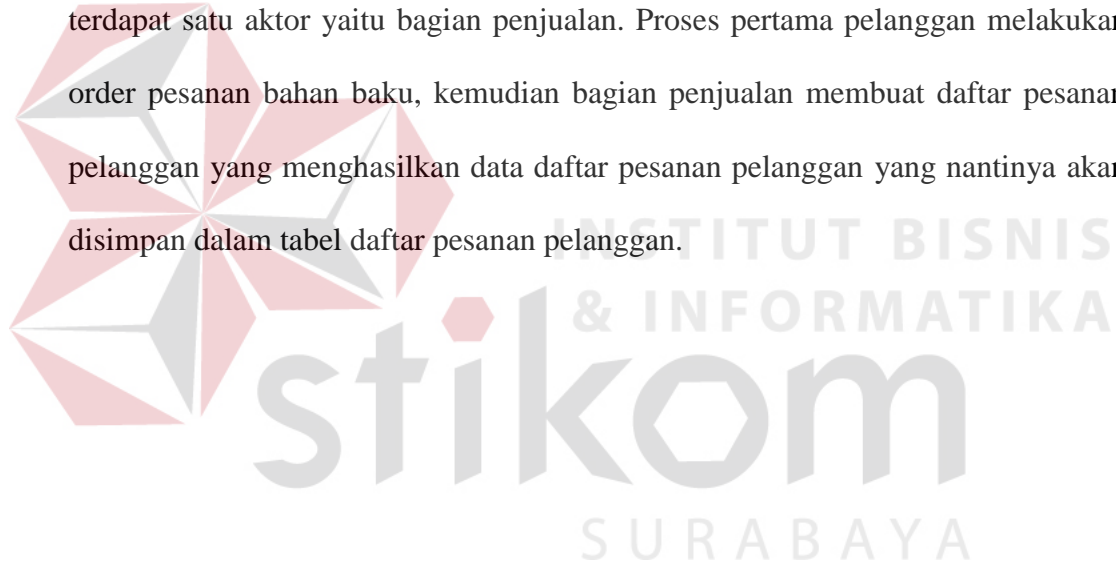 terdapat satu aktor yaitu bagian penjualan. Proses pertama pelanggan melakukan
order pesanan bahan baku, kemudian bagian penjualan membuat daftar pesanan
pelanggan yang menghasilkan data daftar pesanan pelanggan yang nantinya akan
disimpan dalam tabel daftar pesanan pelanggan.
INSTITUT BISNIS
& INFORMATIKA
stikom
SURABAYA